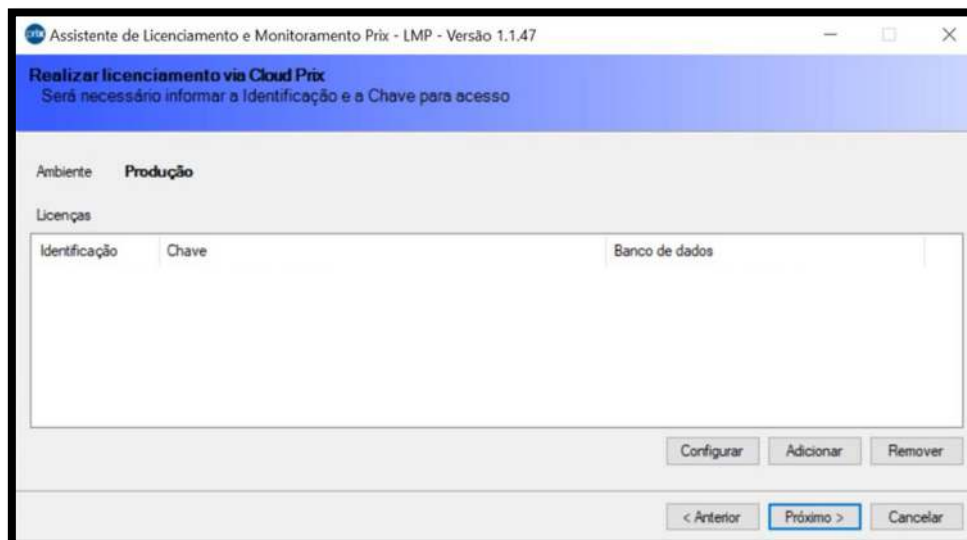 prix
Assistente de Licenciamento e Monitoramento Prix - LMP - Versão 1.1.47
Realizar licenciamento via Cloud Prix
Será necessário informar a Identificação e a Chave para acesso
Ambiente Produção
Licenças
Identificação Chave Banco de dados
Configurar Adicionar Remover
< Anterior Próximo > Cancelar